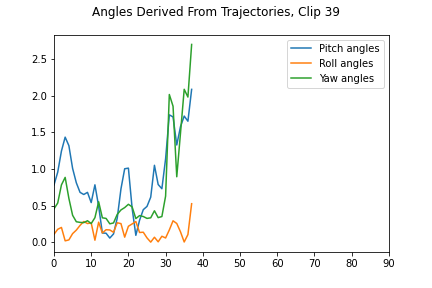 Angles Derived From Trajectories, Clip 39
Pitch angles
Roll angles
Yaw angles
2.5
2.0
1.5
1.0
0.5
0.0
0 10 20 30 40 50 60 70 80 90